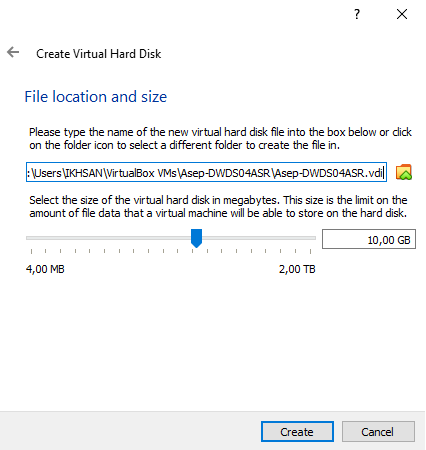 ?
Create Virtual Hard Disk
File location and size
Please type the name of the new virtual hard disk file into the box below or click
on the folder icon to select a different folder to create the file in.
:\Users\IKHSAN\VirtualBox VMs\Asep-DWDS04ASR\Asep-DWDS04ASR.vdi
Select the size of the virtual hard disk in megabytes. This size is the limit on the
amount of file data that a virtual machine will be able to store on the hard disk.
10,00 GB
4,00 MB 2,00 TB
Create Cancel